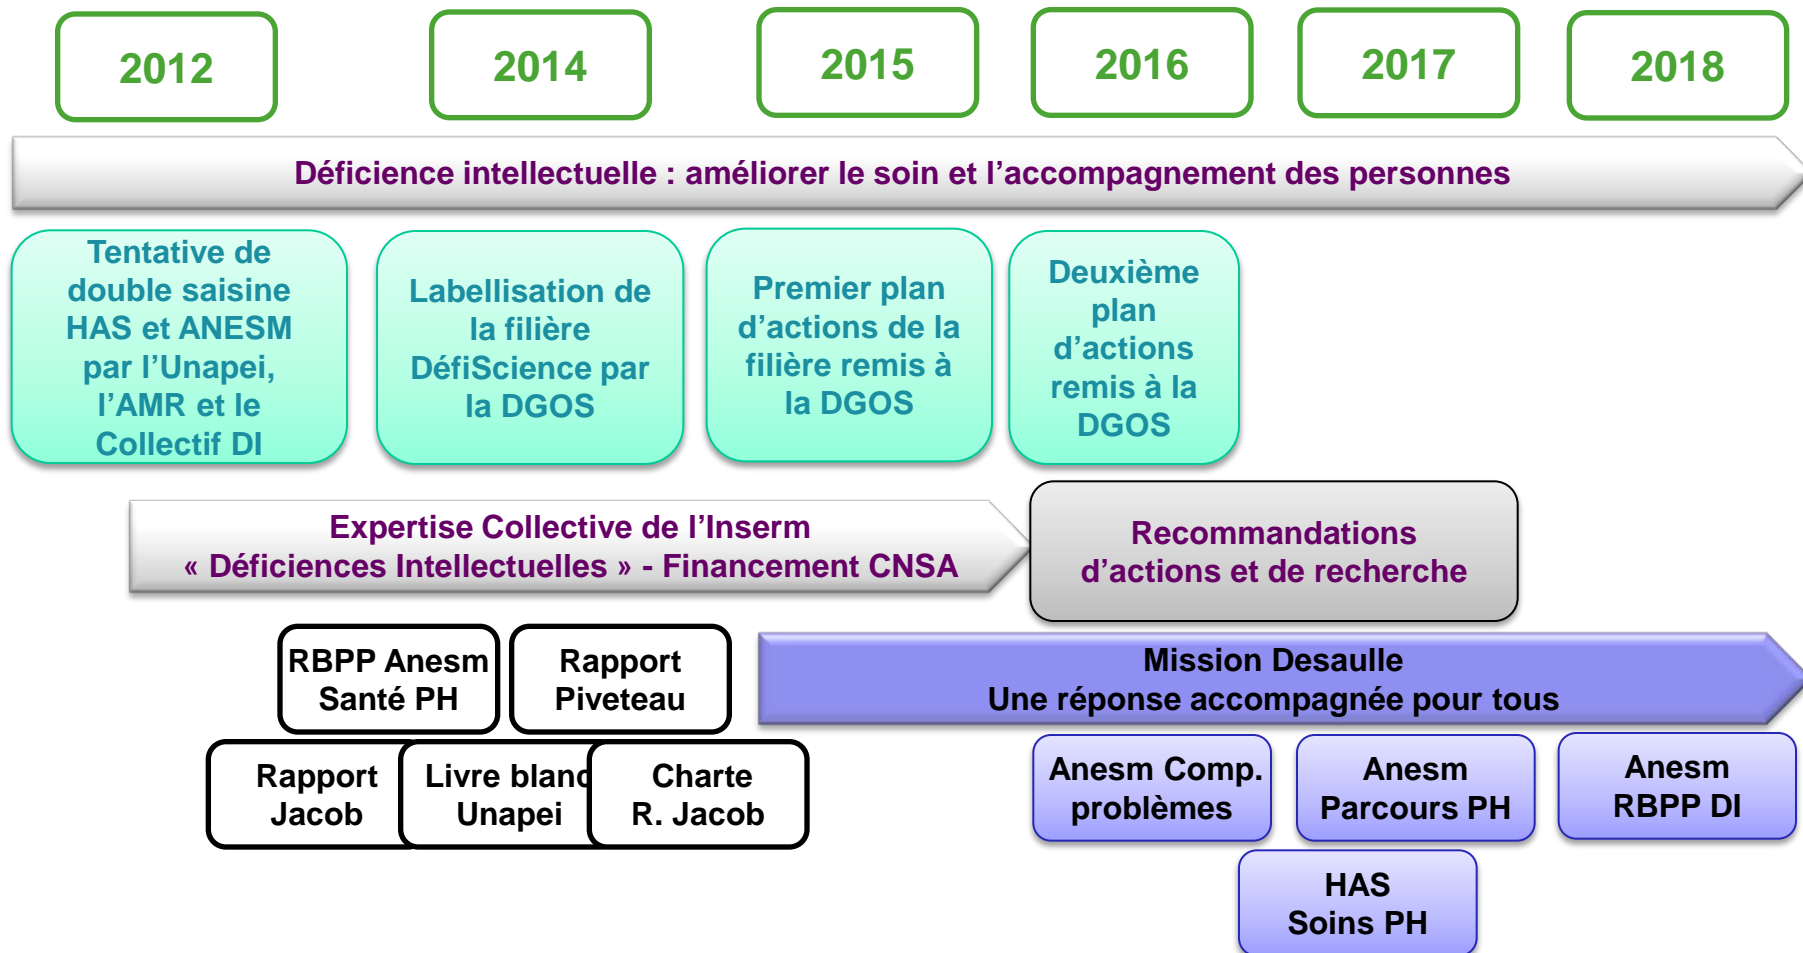 2012
2014
2015
2016
2017
2018
Déficience intellectuelle : améliorer le soin et l’accompagnement des personnes
Tentative de
double saisine
HAS et ANESM
par l’Unapei,
l’AMR et le
Collectif DI
Labellisation de
la filière
DéfiScience par
la DGOS
Premier plan
d’actions de la
filière remis à
la DGOS
Deuxième
plan
d’actions
remis à la
DGOS
Expertise Collective de l’Inserm
« Déficiences Intellectuelles » - Financement CNSA
Recommandations
d’actions et de recherche
RBPP Anesm
Santé PH
Rapport
Piveteau
Mission Desaulle
Une réponse accompagnée pour tous
Rapport
Jacob
Livre blanc
Unapei
Charte
R. Jacob
Anesm Comp.
problèmes
Anesm
Parcours PH
Anesm
RBPP DI
HAS
Soins PH